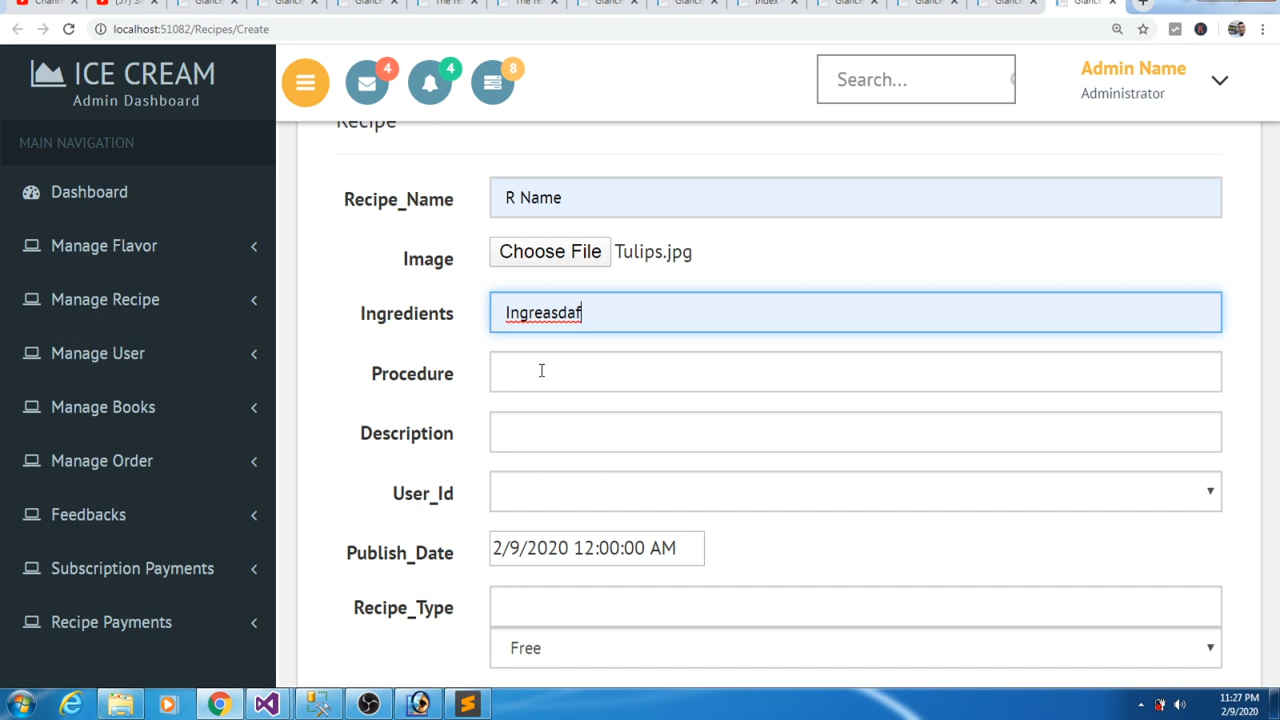 localhost:51082/Recipes/Create
ICE CREAM
Admin Dashboard
4
4
8
Search...
Admin Name
Administrator
MAIN NAVIGATION
Dashboard
Manage Flavor
Manage Recipe
Manage User
Manage Books
Manage Order
Feedbacks
Subscription Payments
Recipe Payments
Recipe
Recipe_Name
R Name
Image
Choose File Tulips.jpg
Ingredients
Ingreasdaf
Procedure
Description
User_Id
Publish_Date
2/9/2020 12:00:00 AM
Recipe_Type
Free
11:27 PM
2/9/2020